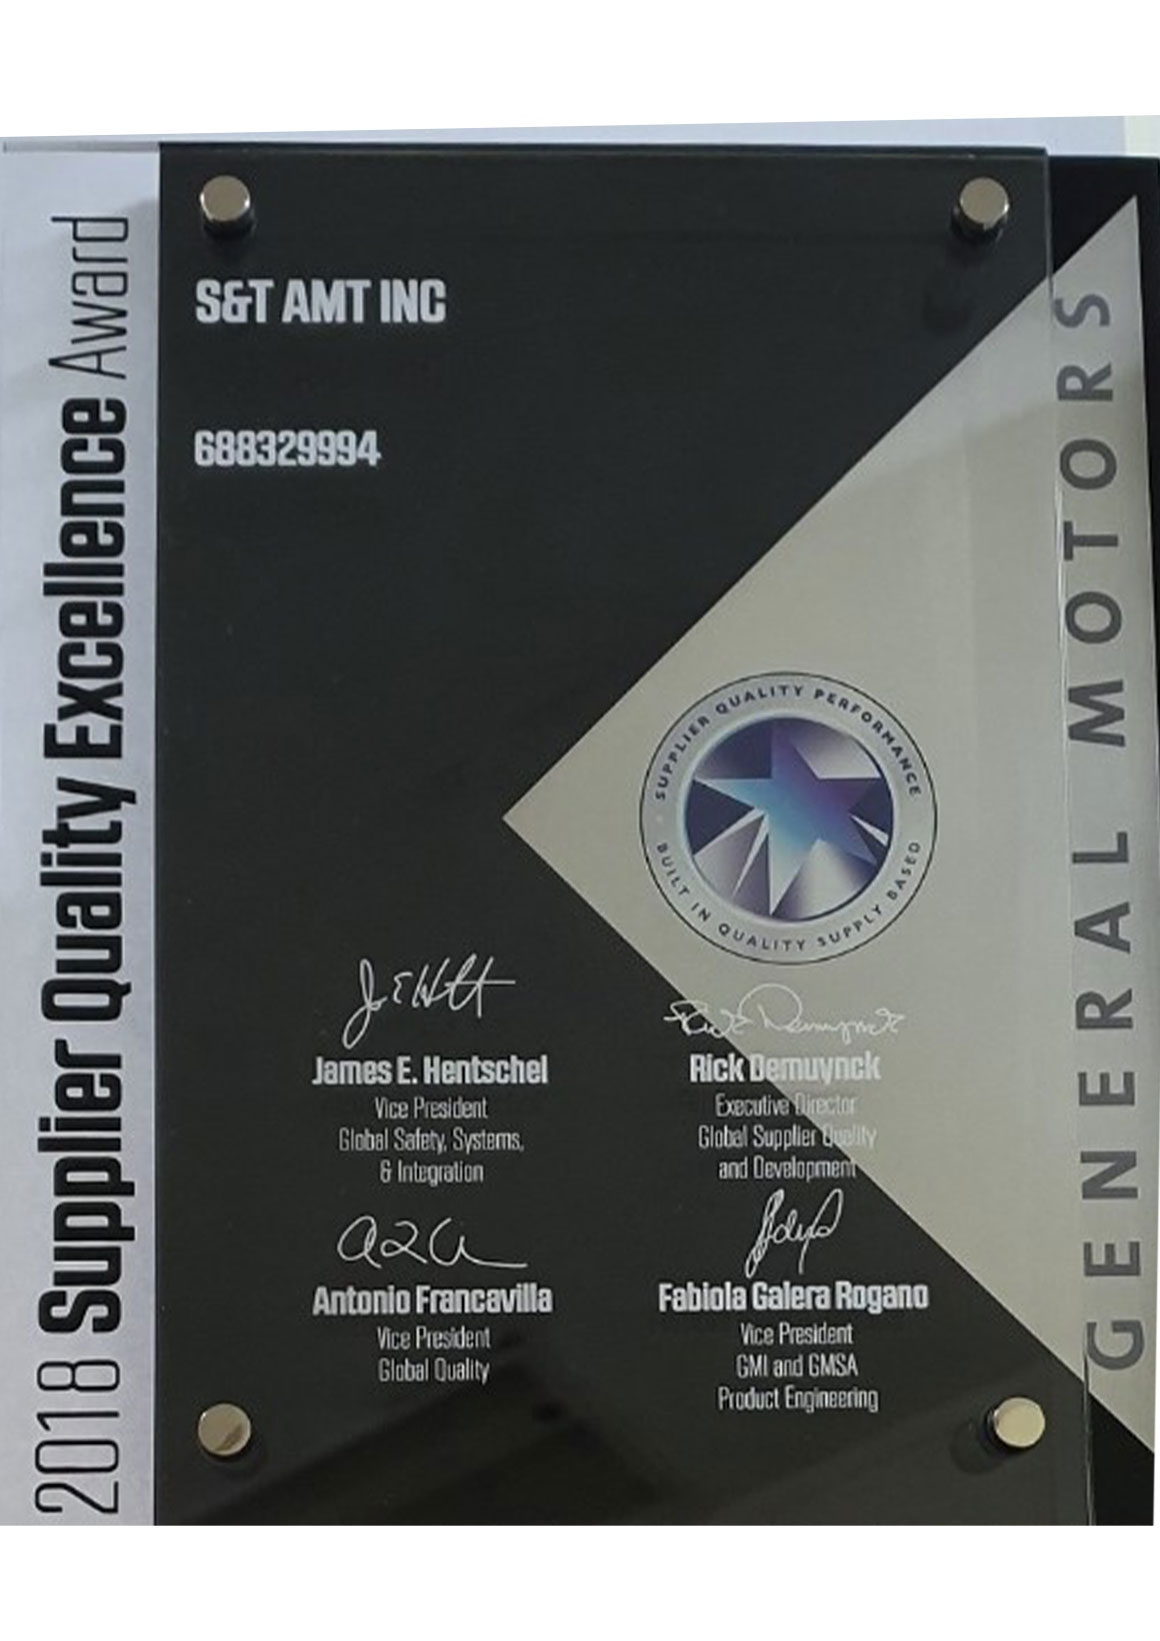 2018 Supplier Quality Excellence Award
S&T AMT INC
688329994
GENERAL MOTORS
SUPPLIER QUALITY PERFORMANCE
BUILT IN QUALITY SUPPLY BASED
James E. Hentschel
Vice President
Global Safety, Systems,
& Integration
Rick Demuynck
Executive Director
Global Supplier Quality
and Development
Antonio Francavilla
Vice President
Global Quality
Fabiola Galera Rogano
Vice President
GMI and GMSA
Product Engineering